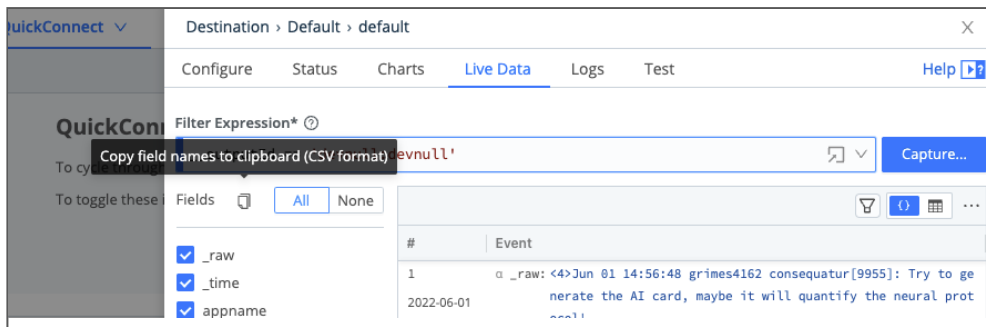 QuickConnect
Destination › Default › default
Configure Status Charts Live Data Logs Test Help
QuickConn
Filter Expression*
Copy field names to clipboard (CSV format)
devnull'
Capture...
To cycle through
To toggle these i
Fields All None
# Event
_raw
_time
appname
1 α _raw: <4>Jun 01 14:56:48 grimes4162 consequatur[9955]: Try to ge
2022-06-01 nerate the AI card, maybe it will quantify the neural prot